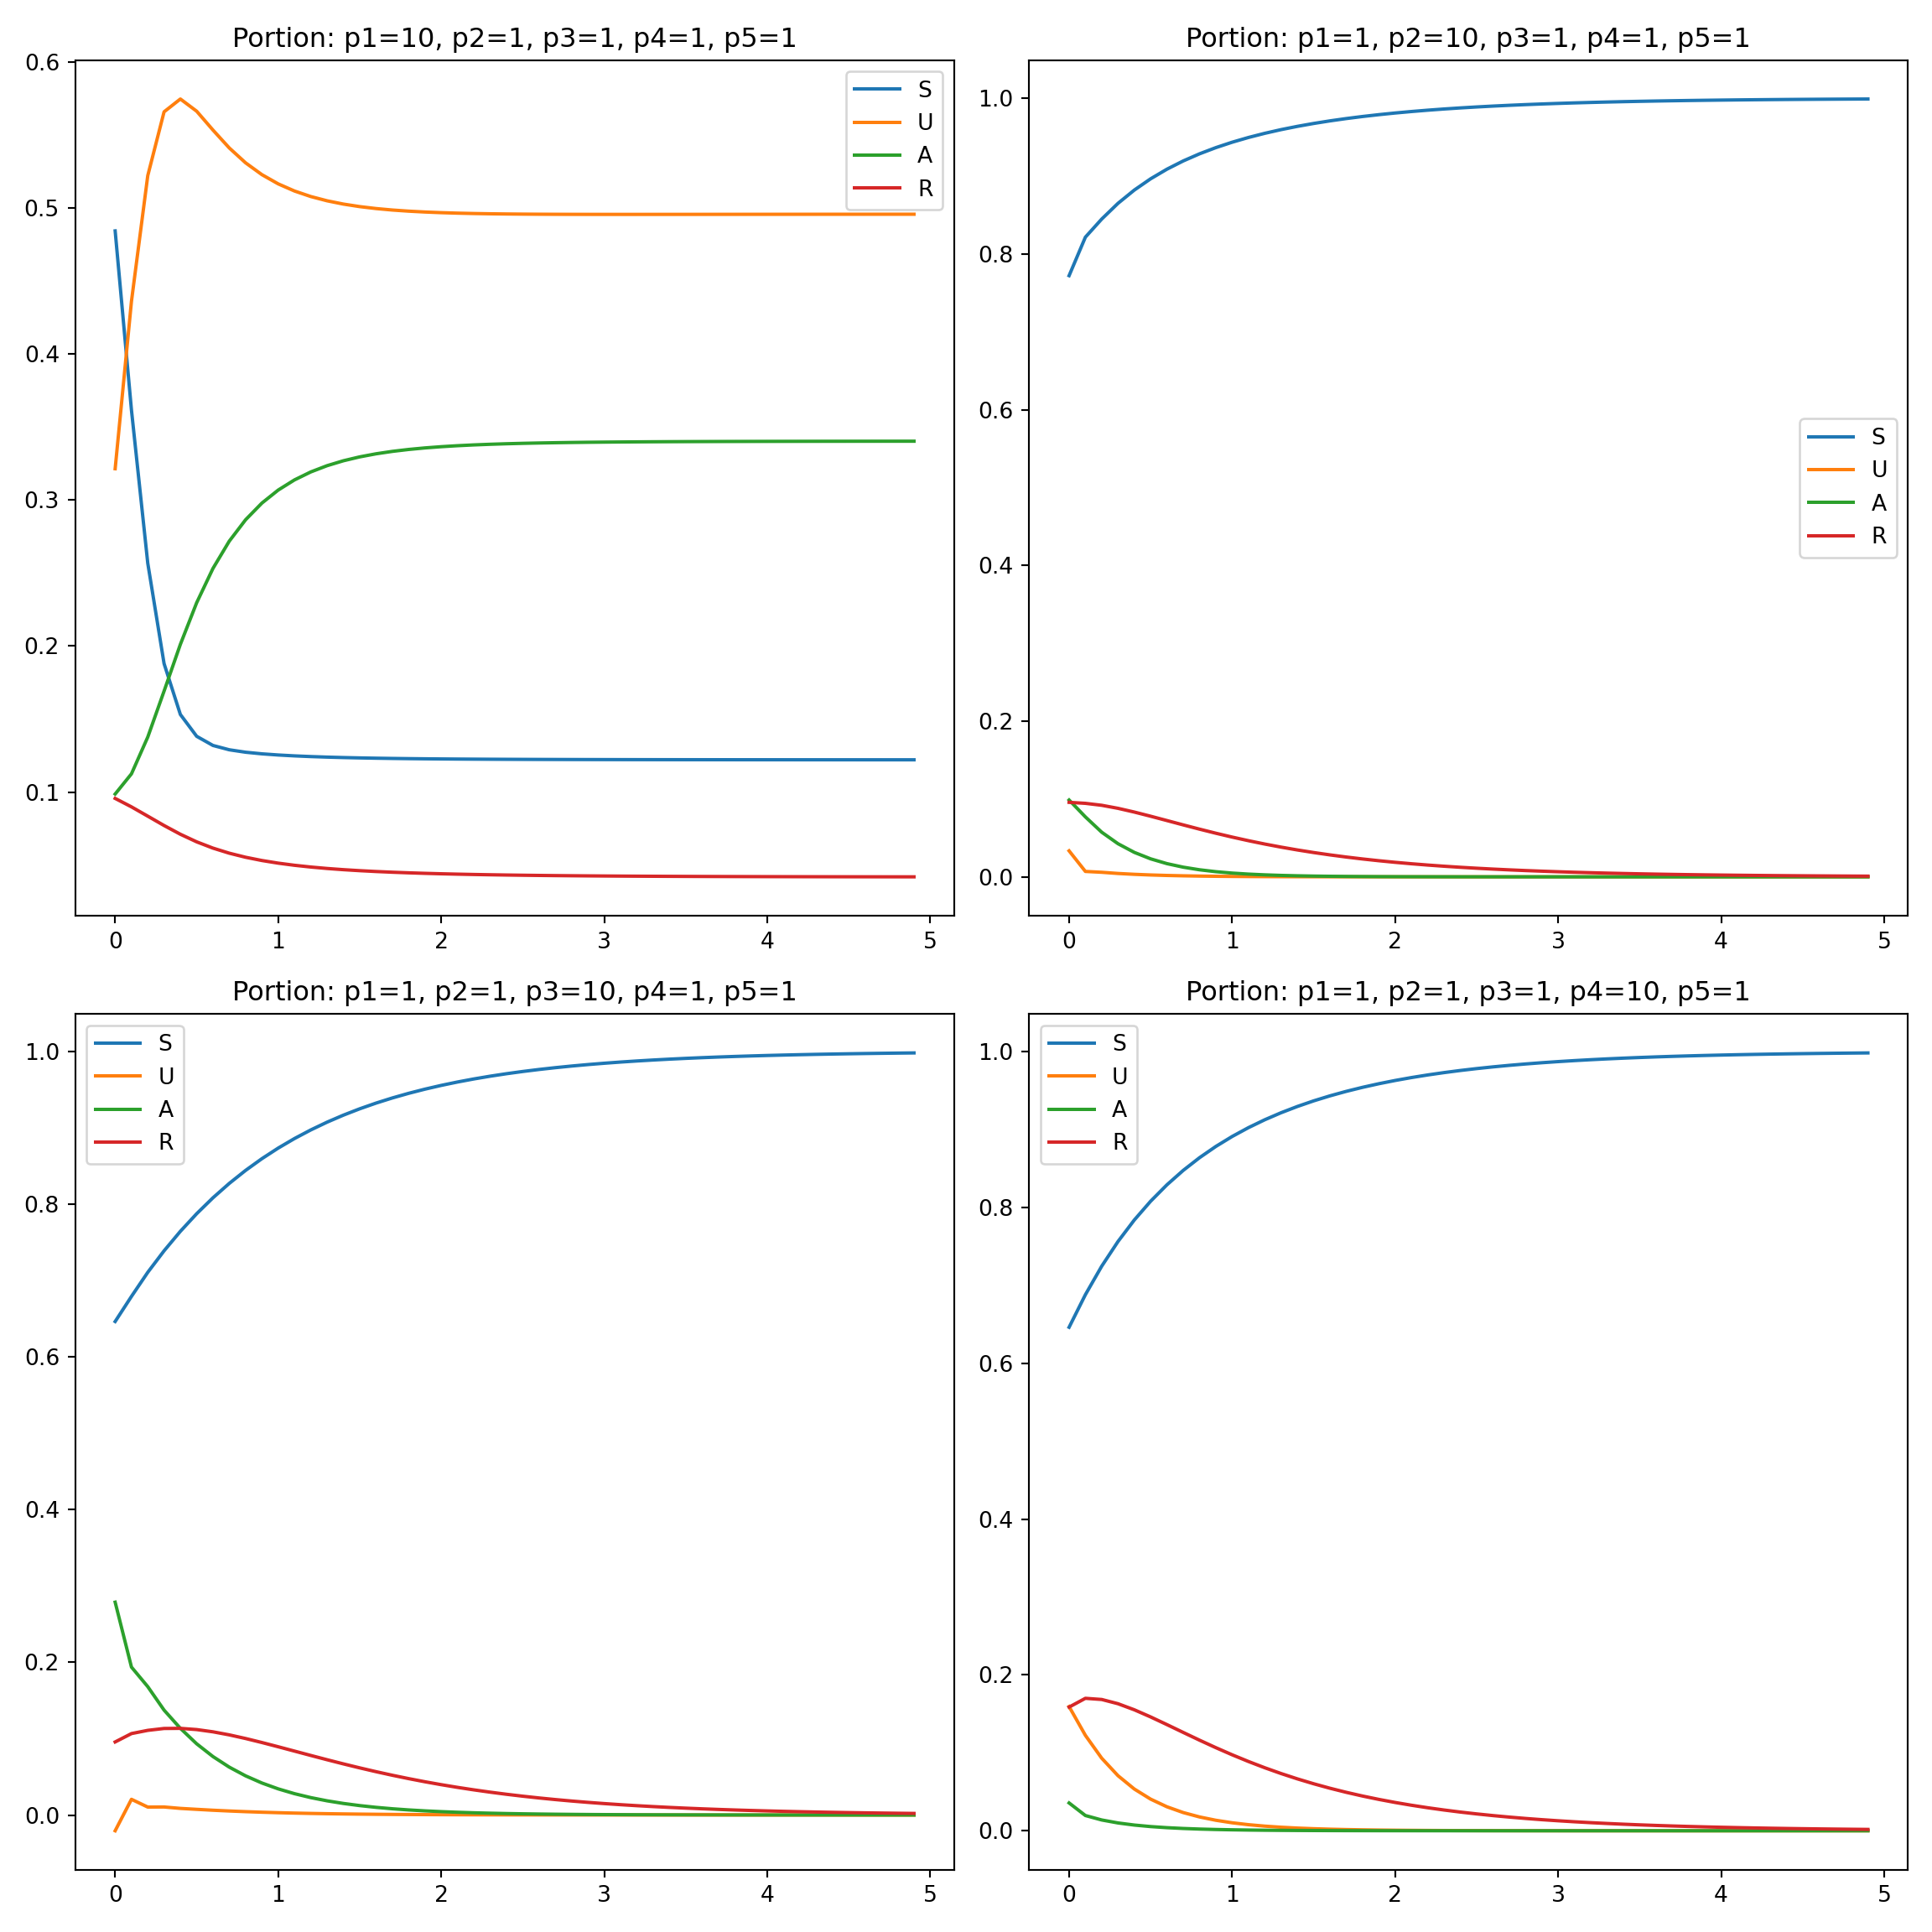 Portion: p1=10, p2=1, p3=1, p4=1, p5=1
0.6
0.5
0.4
0.3
0.2
0.1
0 1 2 3 4 5
S
U
A
R
Portion: p1=1, p2=10, p3=1, p4=1, p5=1
1.0
0.8
0.6
0.4
0.2
0.0
0 1 2 3 4 5
S
U
A
R
Portion: p1=1, p2=1, p3=10, p4=1, p5=1
1.0
0.8
0.6
0.4
0.2
0.0
0 1 2 3 4 5
S
U
A
R
Portion: p1=1, p2=1, p3=1, p4=10, p5=1
1.0
0.8
0.6
0.4
0.2
0.0
0 1 2 3 4 5
S
U
A
R